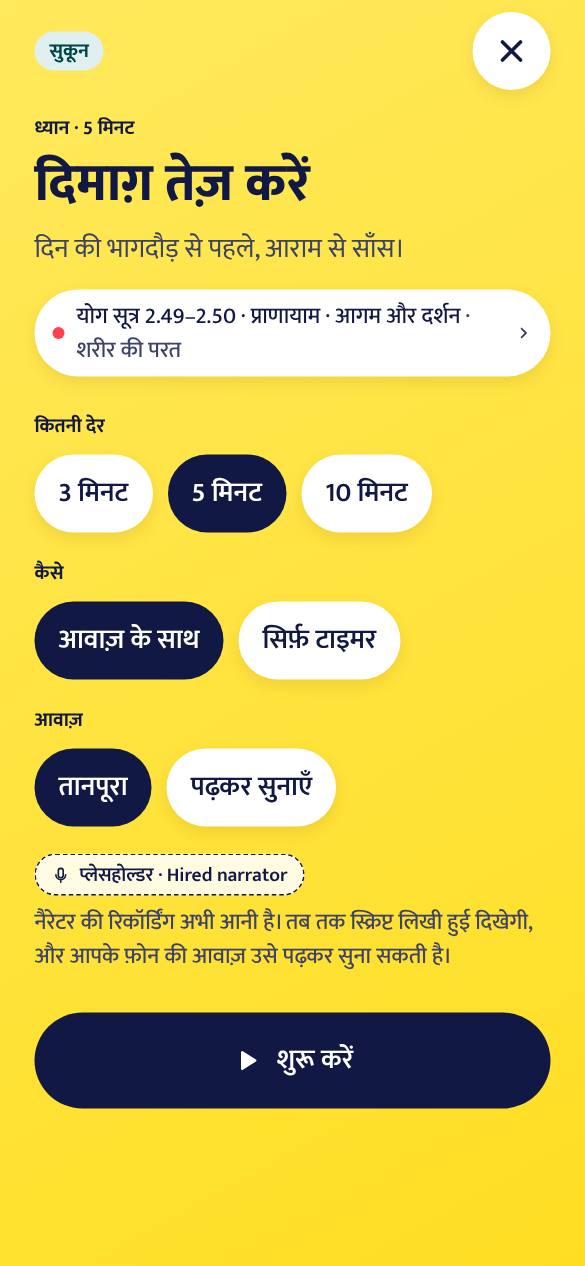 सुकून
ध्यान · 5 मिनट
दिमाग़ तेज़ करें
दिन की भागदौड़ से पहले, आराम से साँस।
योग सूत्र 2.49–2.50 · प्राणायाम · आगम और दर्शन ·
शरीर की परत
कितनी देर
3 मिनट 5 मिनट 10 मिनट
कैसे
आवाज़ के साथ सिर्फ़ टाइमर
आवाज़
तानपूरा पढ़कर सुनाएँ
प्लेसहोल्डर · Hired narrator
नैरेटर की रिकॉर्डिंग अभी आनी है। तब तक स्क्रिप्ट लिखी हुई दिखेगी,
और आपके फ़ोन की आवाज़ उसे पढ़कर सुना सकती है।
शुरू करें